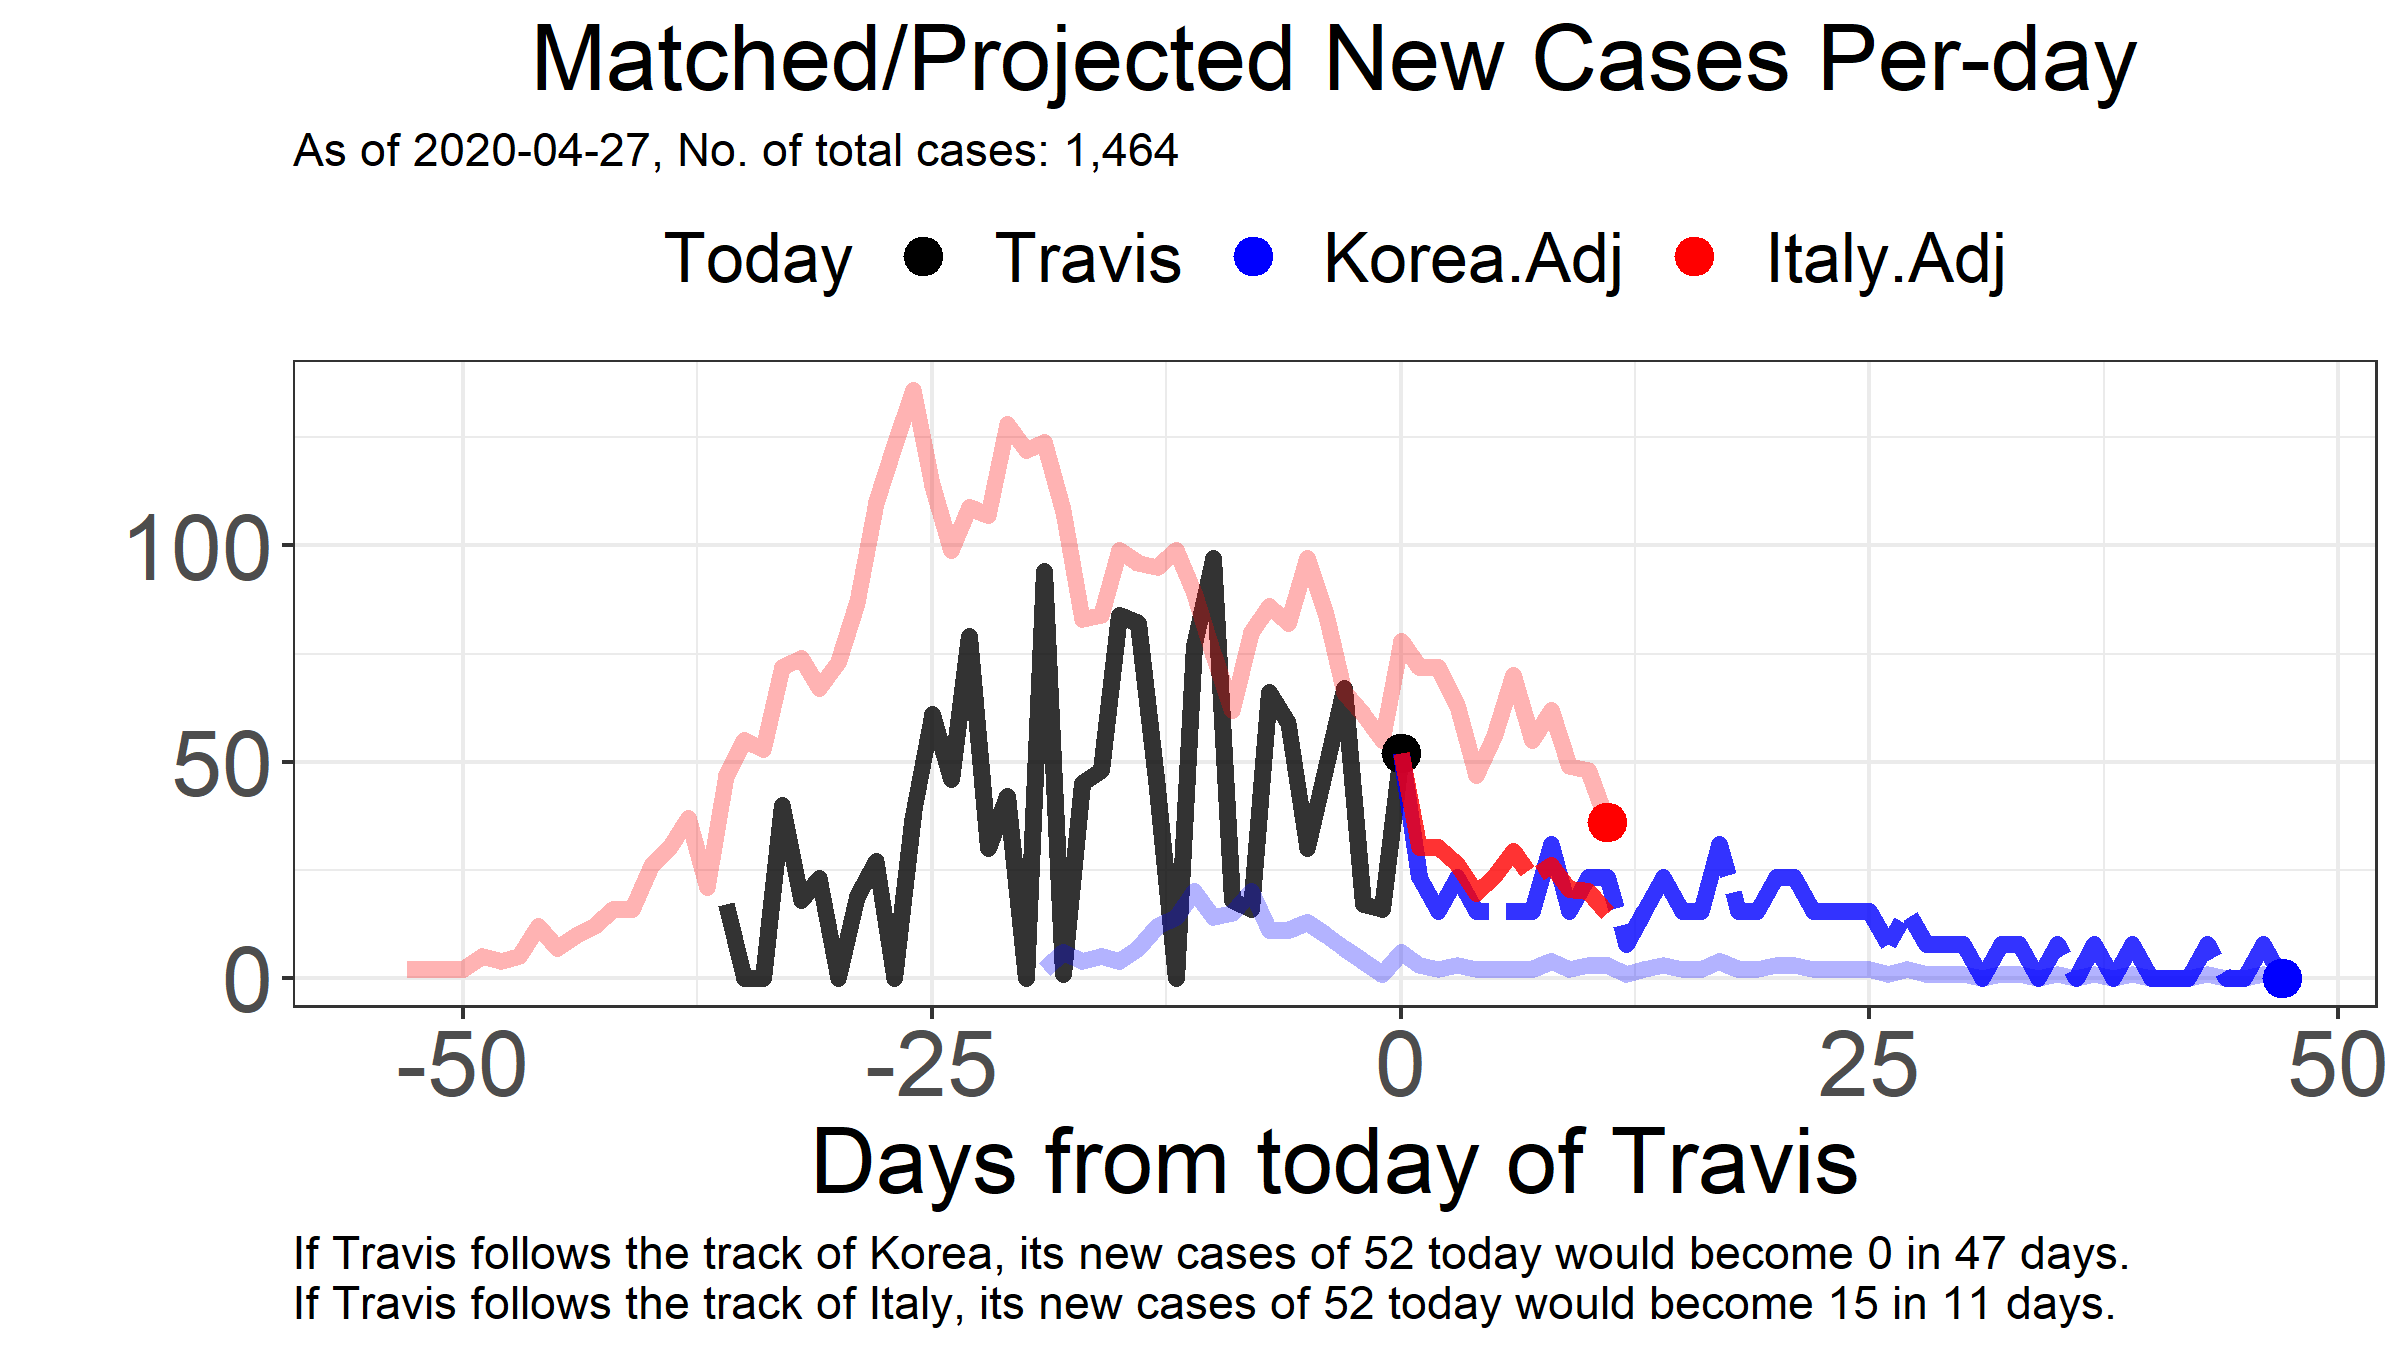 Matched/Projected New Cases Per-day
As of 2020-04-27, No. of total cases: 1,464
Today Travis Korea.Adj Italy.Adj
100
50
0
-50 -25 0 25 50
Days from today of Travis
If Travis follows the track of Korea, its new cases of 52 today would become 0 in 47 days.
If Travis follows the track of Italy, its new cases of 52 today would become 15 in 11 days.